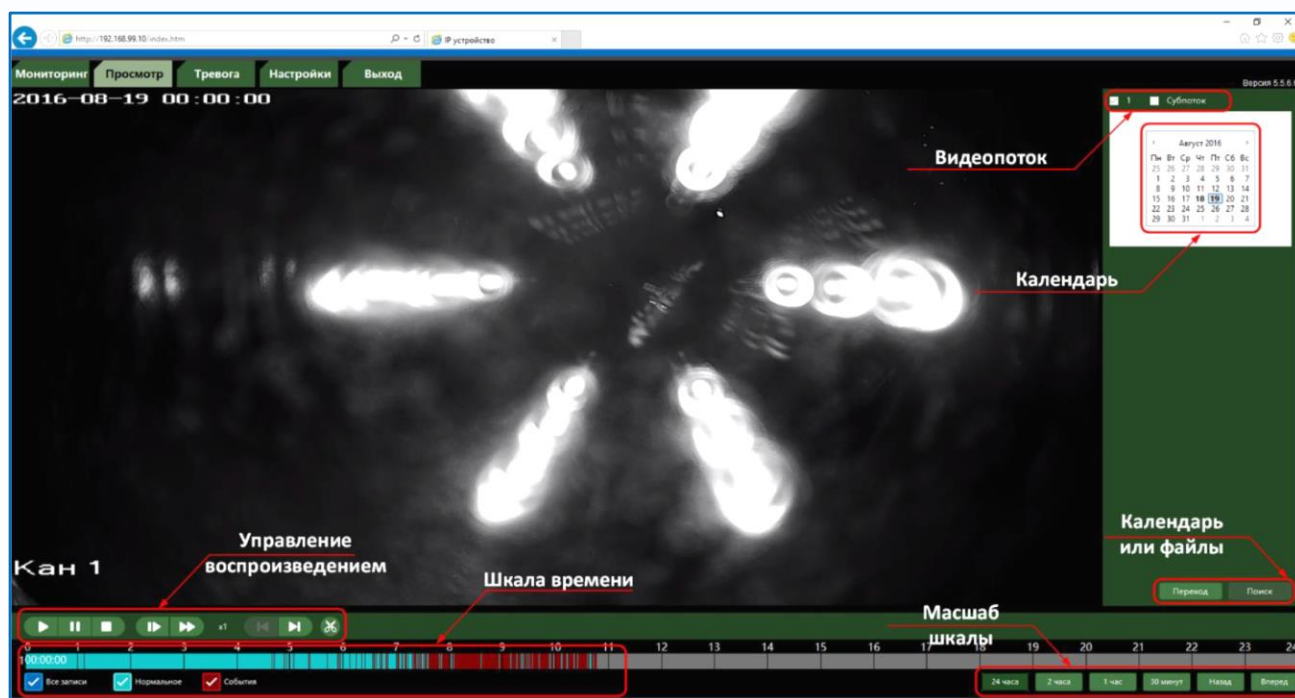 http://192.168.99.10/index.htm
IP устройство
Мониторинг Просмотр Тревога Настройки Выход
Версия 5.5.6
2016-08-19 00:00:00
1 Субпоток
Видеопоток
Август 2016
Пн Вт Ср Чт Пт Сб Вс
25 26 27 28 29 30 31
1 2 3 4 5 6 7
8 9 10 11 12 13 14
15 16 17 18 19 20 21
22 23 24 25 26 27 28
29 30 31 1 2 3 4
Календарь
Календарь
или файлы
Управление
воспроизведением
Кан 1
Шкала времени
Переход Поиск
Масштаб
шкалы
x1
0 1 2 3 4 5 6 7 8 9 10 11 12 13 14 15 16 17 18 19 20 21 22 23 24
00:00:00
Все записи Нормальное События
24 часа 2 часа 1 час 30 минут Назад Вперед